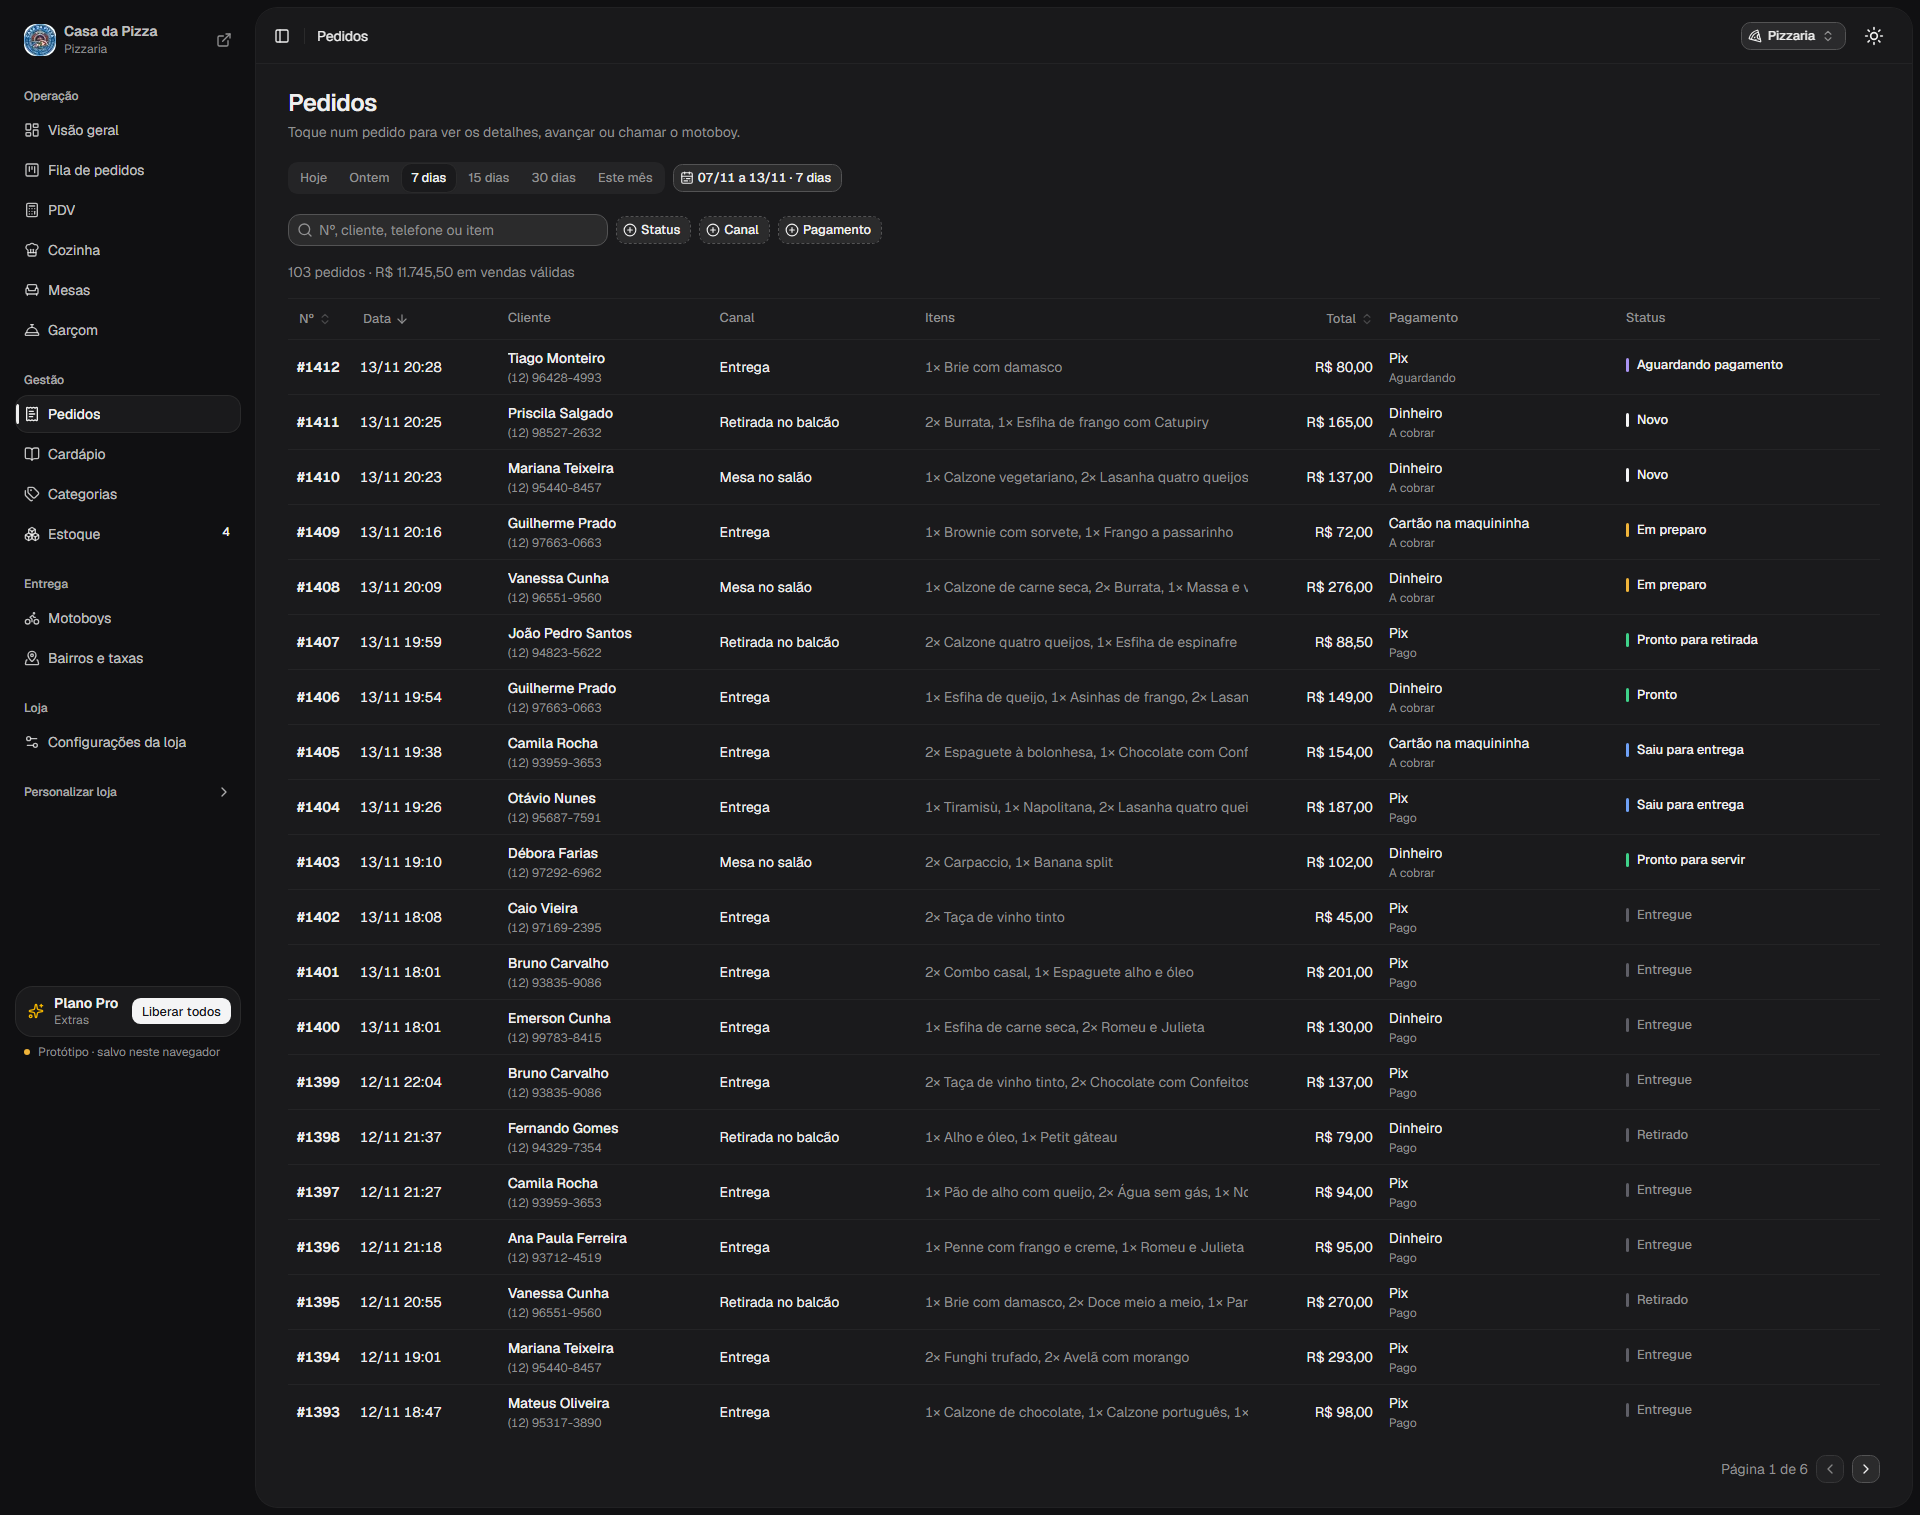 Casa da Pizza
Pizzaria
Operação
Visão geral
Fila de pedidos
PDV
Cozinha
Mesas
Garçom
Gestão
Pedidos
Cardápio
Categorias
Estoque 4
Entrega
Motoboys
Bairros e taxas
Loja
Configurações da loja
Personalizar loja
Plano Pro
Extras
Liberar todos
Protótipo · salvo neste navegador
Pedidos
Pizzaria
Pedidos
Toque num pedido para ver os detalhes, avançar ou chamar o motoboy.
Hoje Ontem 7 dias 15 dias 30 dias Este mês 07/11 a 13/11 · 7 dias
Nº, cliente, telefone ou item Status Canal Pagamento
103 pedidos · R$ 11.745,50 em vendas válidas
Nº Data Cliente Canal Itens Total Pagamento Status
#1412 13/11 20:28 Tiago Monteiro Entrega 1× Brie com damasco R$ 80,00 Pix Aguardando pagamento
(12) 96428-4993 Aguardando
#1411 13/11 20:25 Priscila Salgado Retirada no balcão 2× Burrata, 1× Esfiha de frango com Catupiry R$ 165,00 Dinheiro Novo
(12) 98527-2632 A cobrar
#1410 13/11 20:23 Mariana Teixeira Mesa no salão 1× Calzone vegetariano, 2× Lasanha quatro queijos R$ 137,00 Dinheiro Novo
(12) 95440-8457 A cobrar
#1409 13/11 20:16 Guilherme Prado Entrega 1× Brownie com sorvete, 1× Frango a passarinho R$ 72,00 Cartão na maquininha Em preparo
(12) 97663-0663 A cobrar
#1408 13/11 20:09 Vanessa Cunha Mesa no salão 1× Calzone de carne seca, 2× Burrata, 1× Massa e v R$ 276,00 Dinheiro Em preparo
(12) 96551-9560 A cobrar
#1407 13/11 19:59 João Pedro Santos Retirada no balcão 2× Calzone quatro queijos, 1× Esfiha de espinafre R$ 88,50 Pix Pronto para retirada
(12) 94823-5622 Pago
#1406 13/11 19:54 Guilherme Prado Entrega 1× Esfiha de queijo, 1× Asinhas de frango, 2× Lasan R$ 149,00 Dinheiro Pronto
(12) 97663-0663 A cobrar
#1405 13/11 19:38 Camila Rocha Entrega 2× Espaguete à bolonhesa, 1× Chocolate com Conf R$ 154,00 Cartão na maquininha Saiu para entrega
(12) 93959-3653 A cobrar
#1404 13/11 19:26 Otávio Nunes Entrega 1× Tiramisù, 1× Napolitana, 2× Lasanha quatro quei R$ 187,00 Pix Saiu para entrega
(12) 95687-7591 Pago
#1403 13/11 19:10 Débora Farias Mesa no salão 2× Carpaccio, 1× Banana split R$ 102,00 Dinheiro Pronto para servir
(12) 97292-6962 A cobrar
#1402 13/11 18:08 Caio Vieira Entrega 2× Taça de vinho tinto R$ 45,00 Pix Entregue
(12) 97169-2395 Pago
#1401 13/11 18:01 Bruno Carvalho Entrega 2× Combo casal, 1× Espaguete alho e óleo R$ 201,00 Pix Entregue
(12) 93835-9086 Pago
#1400 13/11 18:01 Emerson Cunha Entrega 1× Esfiha de carne seca, 2× Romeu e Julieta R$ 130,00 Dinheiro Entregue
(12) 99783-8415 Pago
#1399 12/11 22:04 Bruno Carvalho Entrega 2× Taça de vinho tinto, 2× Chocolate com Confeitos R$ 137,00 Pix Entregue
(12) 93835-9086 Pago
#1398 12/11 21:37 Fernando Gomes Retirada no balcão 1× Alho e óleo, 1× Petit gâteau R$ 79,00 Dinheiro Retirado
(12) 94329-7354 Pago
#1397 12/11 21:27 Camila Rocha Entrega 1× Pão de alho com queijo, 2× Água sem gás, 1× Nc R$ 94,00 Pix Entregue
(12) 93959-3653 Pago
#1396 12/11 21:18 Ana Paula Ferreira Entrega 1× Penne com frango e creme, 1× Romeu e Julieta R$ 95,00 Dinheiro Entregue
(12) 93712-4519 Pago
#1395 12/11 20:55 Vanessa Cunha Retirada no balcão 1× Brie com damasco, 2× Doce meio a meio, 1× Par R$ 270,00 Pix Retirado
(12) 96551-9560 Pago
#1394 12/11 19:01 Mariana Teixeira Entrega 2× Funghi trufado, 2× Avelã com morango R$ 293,00 Pix Entregue
(12) 95440-8457 Pago
#1393 12/11 18:47 Mateus Oliveira Entrega 1× Calzone de chocolate, 1× Calzone português, 1× R$ 98,00 Pix Entregue
(12) 95317-3890 Pago
Página 1 de 6